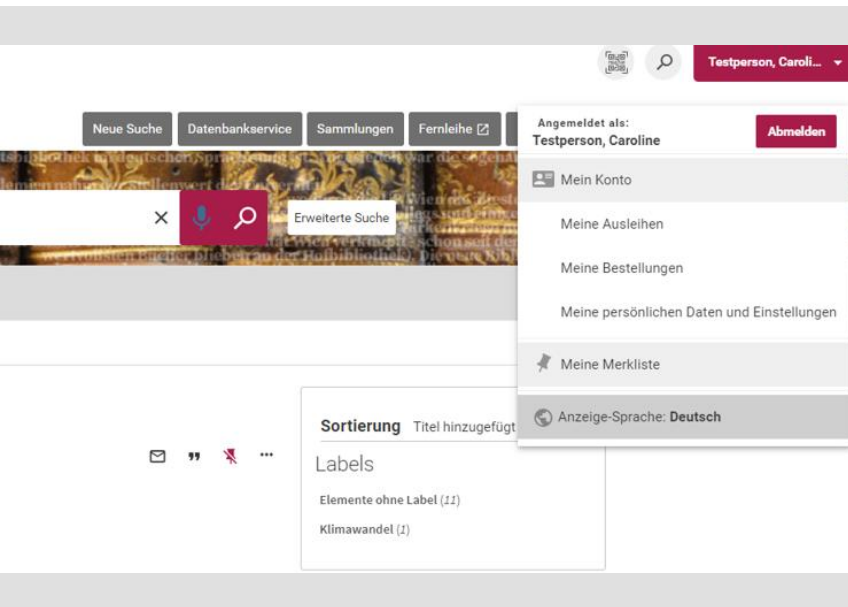 Testperson, Caroli...
Neue Suche
Datenbankservice
Sammlungen
Fernleihe
Angemeldet als:
Testperson, Caroline
Abmelden
Mein Konto
Erweiterte Suche
Meine Ausleihen
Meine Bestellungen
Meine persönlichen Daten und Einstellungen
Meine Merkliste
Anzeige-Sprache: Deutsch
Sortierung Titel hinzugefügt
Labels
Elemente ohne Label (11)
Klimawandel (1)